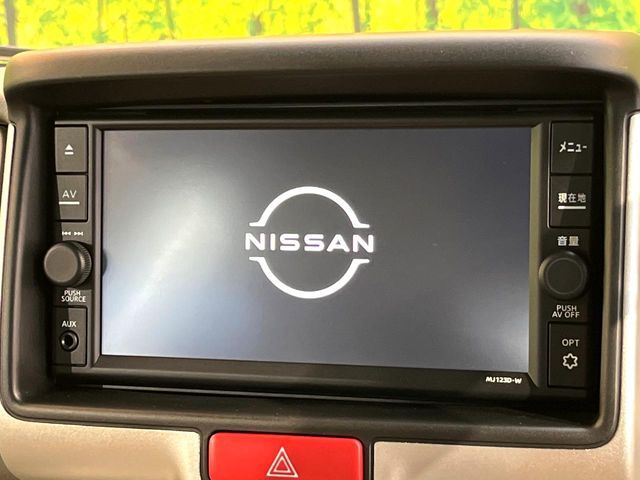 AV
PUSH
SOURCE
AUX
NISSAN
メニュー
現在地
音量
PUSH
AV OFF
OPT
MJ123D-W